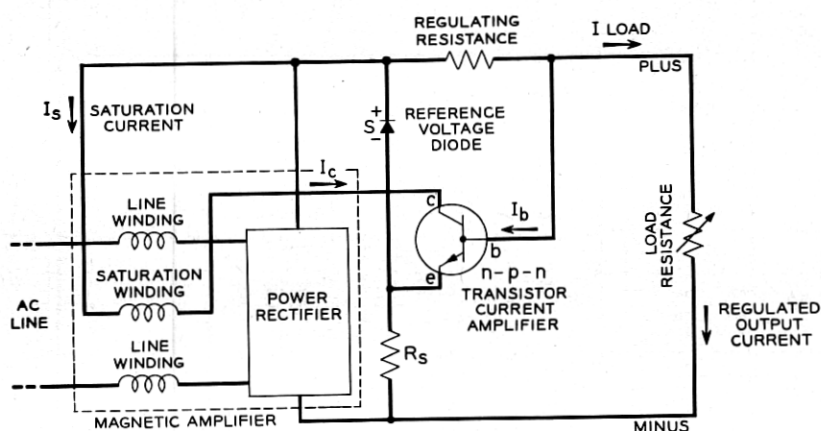 REGULATING
RESISTANCE
I LOAD
PLUS
Is
SATURATION
CURRENT
+
S
−
REFERENCE
VOLTAGE
DIODE
Ic
LINE
WINDING
c
Ib
b
e
n-p-n
TRANSISTOR
CURRENT
AMPLIFIER
LOAD
RESISTANCE
SATURATION
WINDING
AC
LINE
POWER
RECTIFIER
REGULATED
OUTPUT
CURRENT
LINE
WINDING
Rs
MAGNETIC AMPLIFIER
MINUS